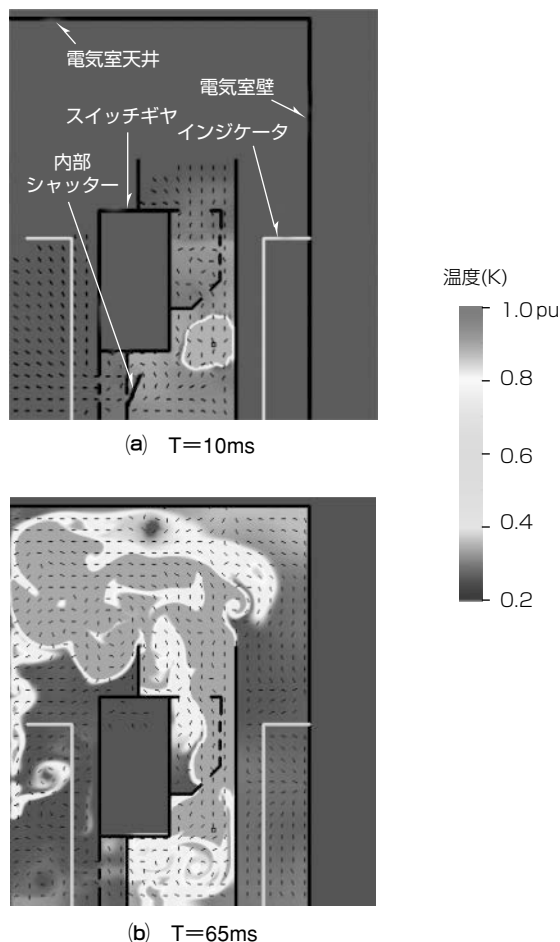 電気室天井
電気室壁
スイッチギヤ
インジケータ
内部
シャッター
(a) T=10ms
温度(K)
1.0pu
0.8
0.6
0.4
0.2
(b) T=65ms